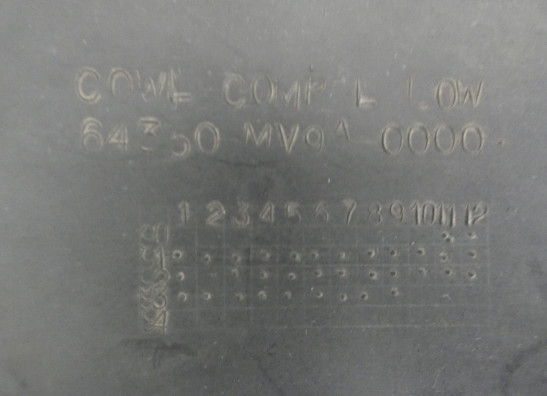 COWL COMP L LOW
64350 MV9A 0000
1 2 3 4 5 6 7 8 9 10 11 12